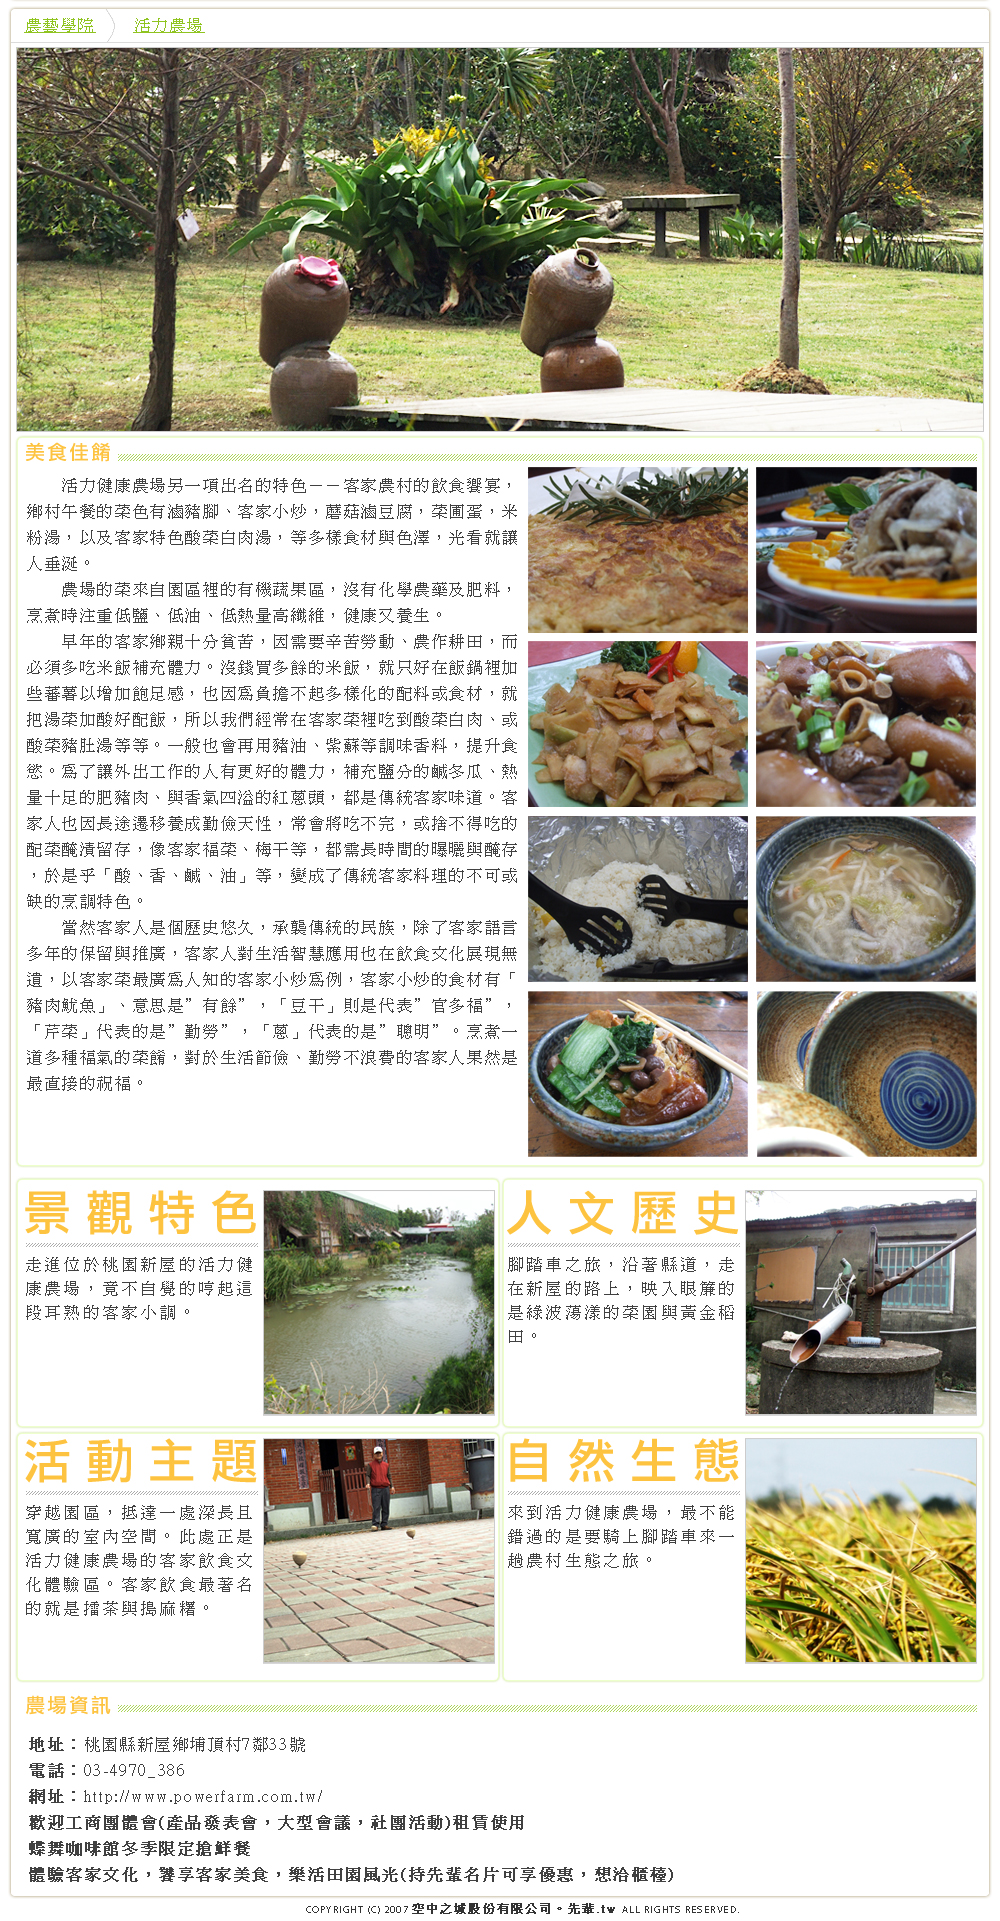 農藝學院 活力農場
美食佳餚
活力健康農場另一項出名的特色－－客家農村的飲食饗宴，
鄉村午餐的菜色有滷豬腳、客家小炒，蘑菇滷豆腐，菜圃蛋，米
粉湯，以及客家特色酸菜白肉湯，等多樣食材與色澤，光看就讓
人垂涎。
農場的菜來自園區裡的有機蔬果區，沒有化學農藥及肥料，
烹煮時注重低鹽、低油、低熱量高纖維，健康又養生。
早年的客家鄉親十分貧苦，因需要辛苦勞動、農作耕田，而
必須多吃米飯補充體力。沒錢買多餘的米飯，就只好在飯鍋裡加
些蕃薯以增加飽足感，也因為負擔不起多樣化的配料或食材，就
把湯菜加酸好配飯，所以我們經常在客家菜裡吃到酸菜白肉、或
酸菜豬肚湯等等。一般也會再用豬油、紫蘇等調味香料，提升食
慾。為了讓外出工作的人有更好的體力，補充鹽分的鹹冬瓜、熱
量十足的肥豬肉、與香氣四溢的紅蔥頭，都是傳統客家味道。客
家人也因長途遷移養成勤儉天性，常會將吃不完，或捨不得吃的
配菜醃漬留存，像客家福菜、梅干等，都需長時間的曝曬與醃存
，於是乎「酸、香、鹹、油」等，變成了傳統客家料理的不可或
缺的烹調特色。
當然客家人是個歷史悠久，承襲傳統的民族，除了客家語言
多年的保留與推廣，客家人對生活智慧應用也在飲食文化展現無
遺，以客家菜最廣為人知的客家小炒為例，客家小炒的食材有「
豬肉魷魚」、意思是”有餘”，「豆干」則是代表”官多福”，
「芹菜」代表的是”勤勞”，「蔥」代表的是”聰明”。烹煮一
道多種福氣的菜餚，對於生活節儉、勤勞不浪費的客家人果然是
最直接的祝福。
景觀特色
走進位於桃園新屋的活力健
康農場，竟不自覺的哼起這
段耳熟的客家小調。
人文歷史
腳踏車之旅，沿著縣道，走
在新屋的路上，映入眼簾的
是綠波蕩漾的菜園與黃金稻
田。
活動主題
穿越園區，抵達一處深長且
寬廣的室內空間。此處正是
活力健康農場的客家飲食文
化體驗區。客家飲食最著名
的就是擂茶與搗麻糬。
自然生態
來到活力健康農場，最不能
錯過的是要騎上腳踏車來一
趟農村生態之旅。
農場資訊
地址：桃園縣新屋鄉埔頂村7鄰33號
電話：03-4970_386
網址：http://www.powerfarm.com.tw/
歡迎工商團體會(產品發表會，大型會議，社團活動)租賃使用
蝶舞咖啡館冬季限定搶鮮餐
體驗客家文化，饕享客家美食，樂活田園風光(持先輩名片可享優惠，想洽櫃檯)
COPYRIGHT (C) 2007 空中之城股份有限公司。先輩.tw ALL RIGHTS RESERVED.